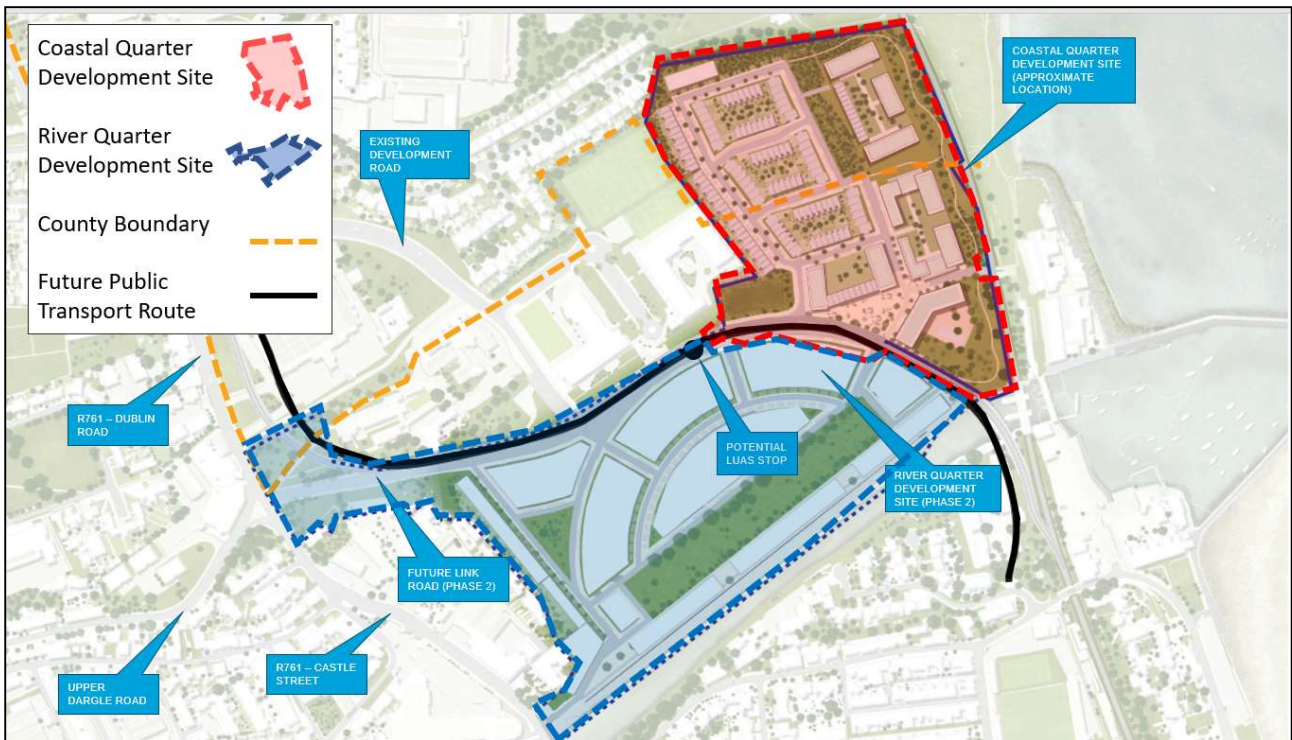 Coastal Quarter
Development Site
River Quarter
Development Site
County Boundary
Future Public
Transport Route
COASTAL QUARTER
DEVELOPMENT SITE
(APPROXIMATE
LOCATION)
EXISTING
DEVELOPMENT
ROAD
R761 – DUBLIN
ROAD
POTENTIAL
LUAS STOP
RIVER QUARTER
DEVELOPMENT
SITE (PHASE 2)
FUTURE LINK
ROAD (PHASE 2)
R761 – CASTLE
STREET
UPPER
DARGLE ROAD